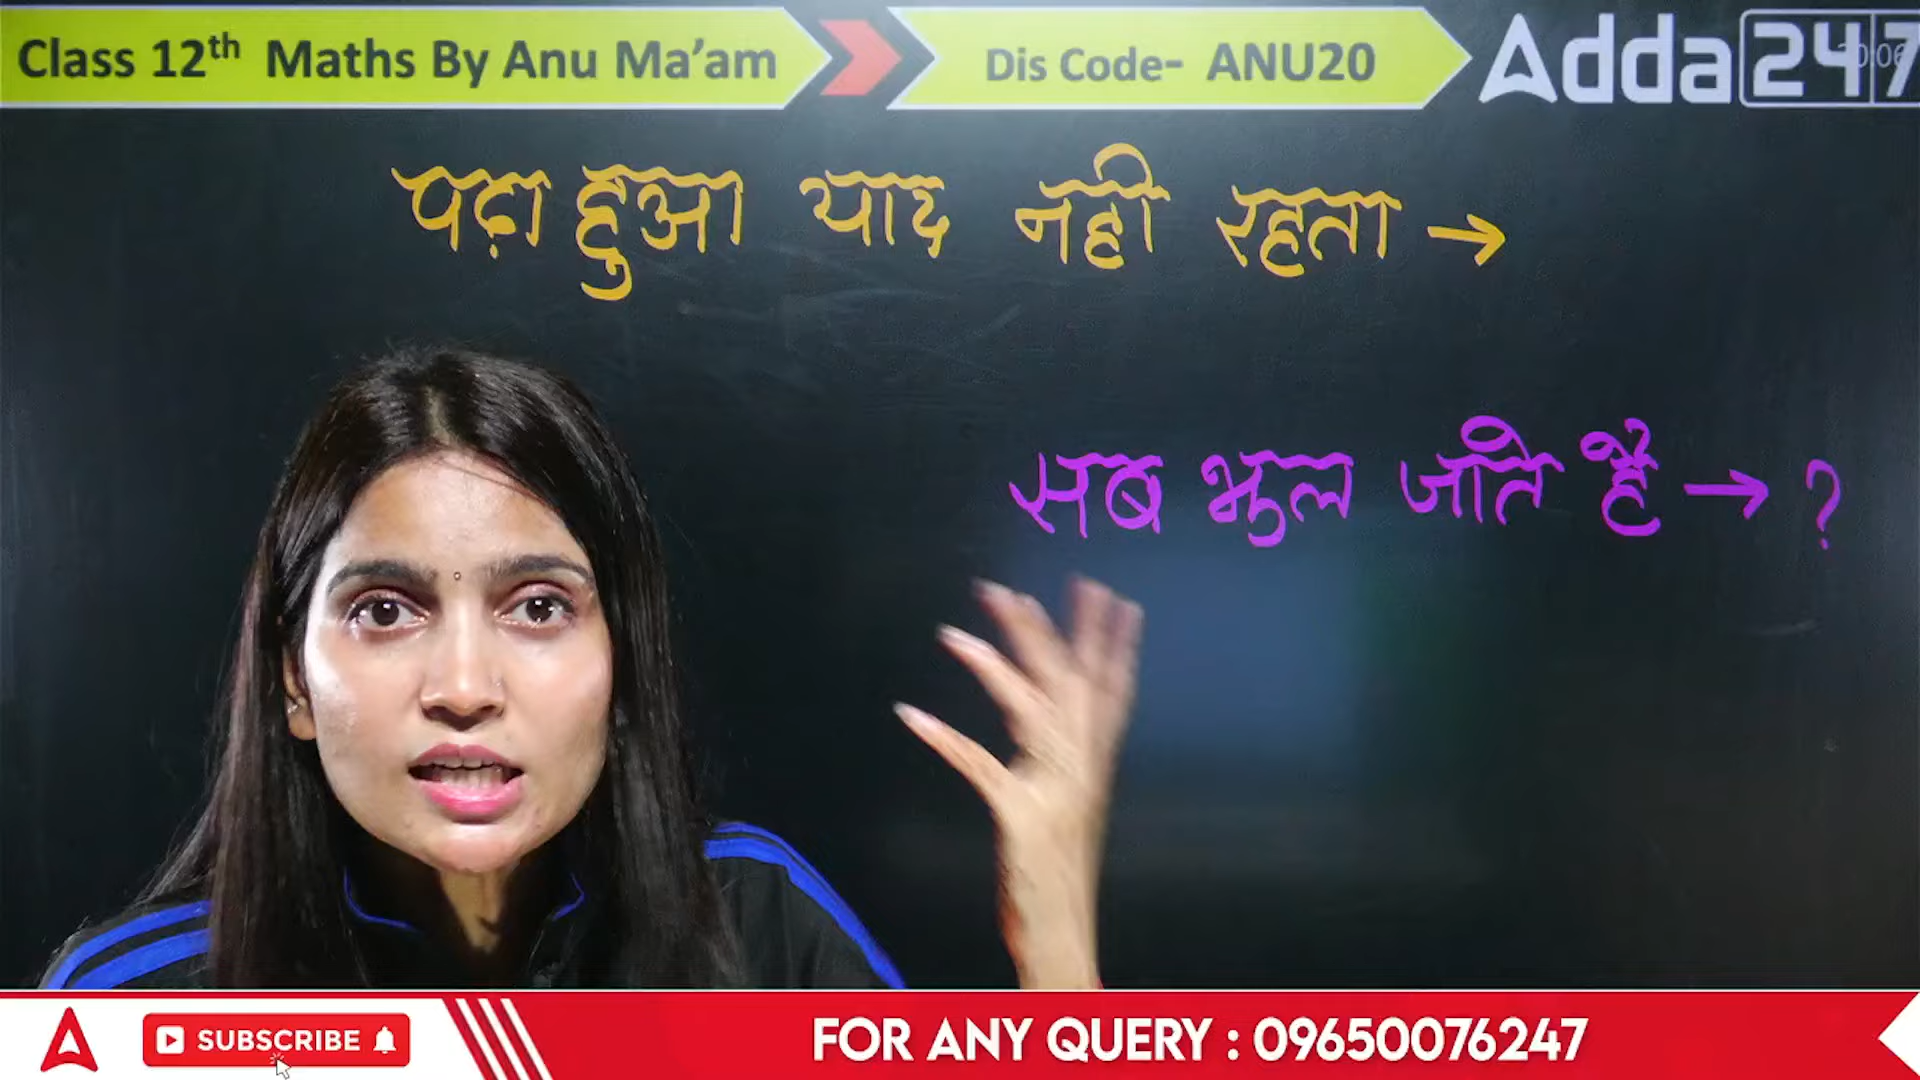 Class 12th Maths By Anu Ma'am
Dis Code- ANU20
Adda247
पढ़ा हुआ याद नही रहता →
सब भुल जाते है → ?
SUBSCRIBE
FOR ANY QUERY : 09650076247